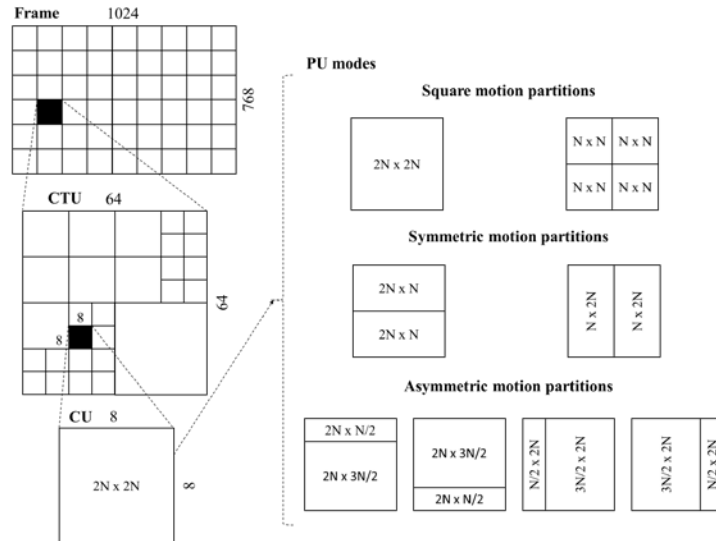 Frame 1024
768
CTU 64
64
8
8
CU 8
2N x 2N
8
PU modes
Square motion partitions
2N x 2N
N x N N x N
N x N N x N
Symmetric motion partitions
2N x N
2N x N
N x 2N N x 2N
Asymmetric motion partitions
2N x N/2
2N x 3N/2
2N x 3N/2
2N x N/2
N/2 x 2N 3N/2 x 2N
3N/2 x 2N N/2 x 2N